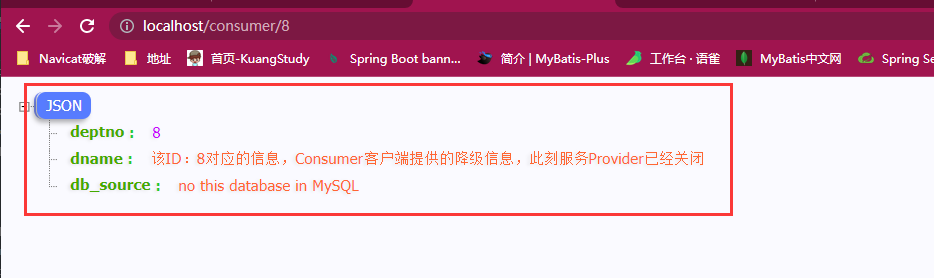 localhost/consumer/8
Navicat破解 地址 首页-KuangStudy Spring Boot bann... 简介 | MyBatis-Plus 工作台 · 语雀 MyBatis中文网 Spring Se
JSON
deptno : 8
dname : 该ID：8对应的信息，Consumer客户端提供的降级信息，此刻服务Provider已经关闭
db_source : no this database in MySQL